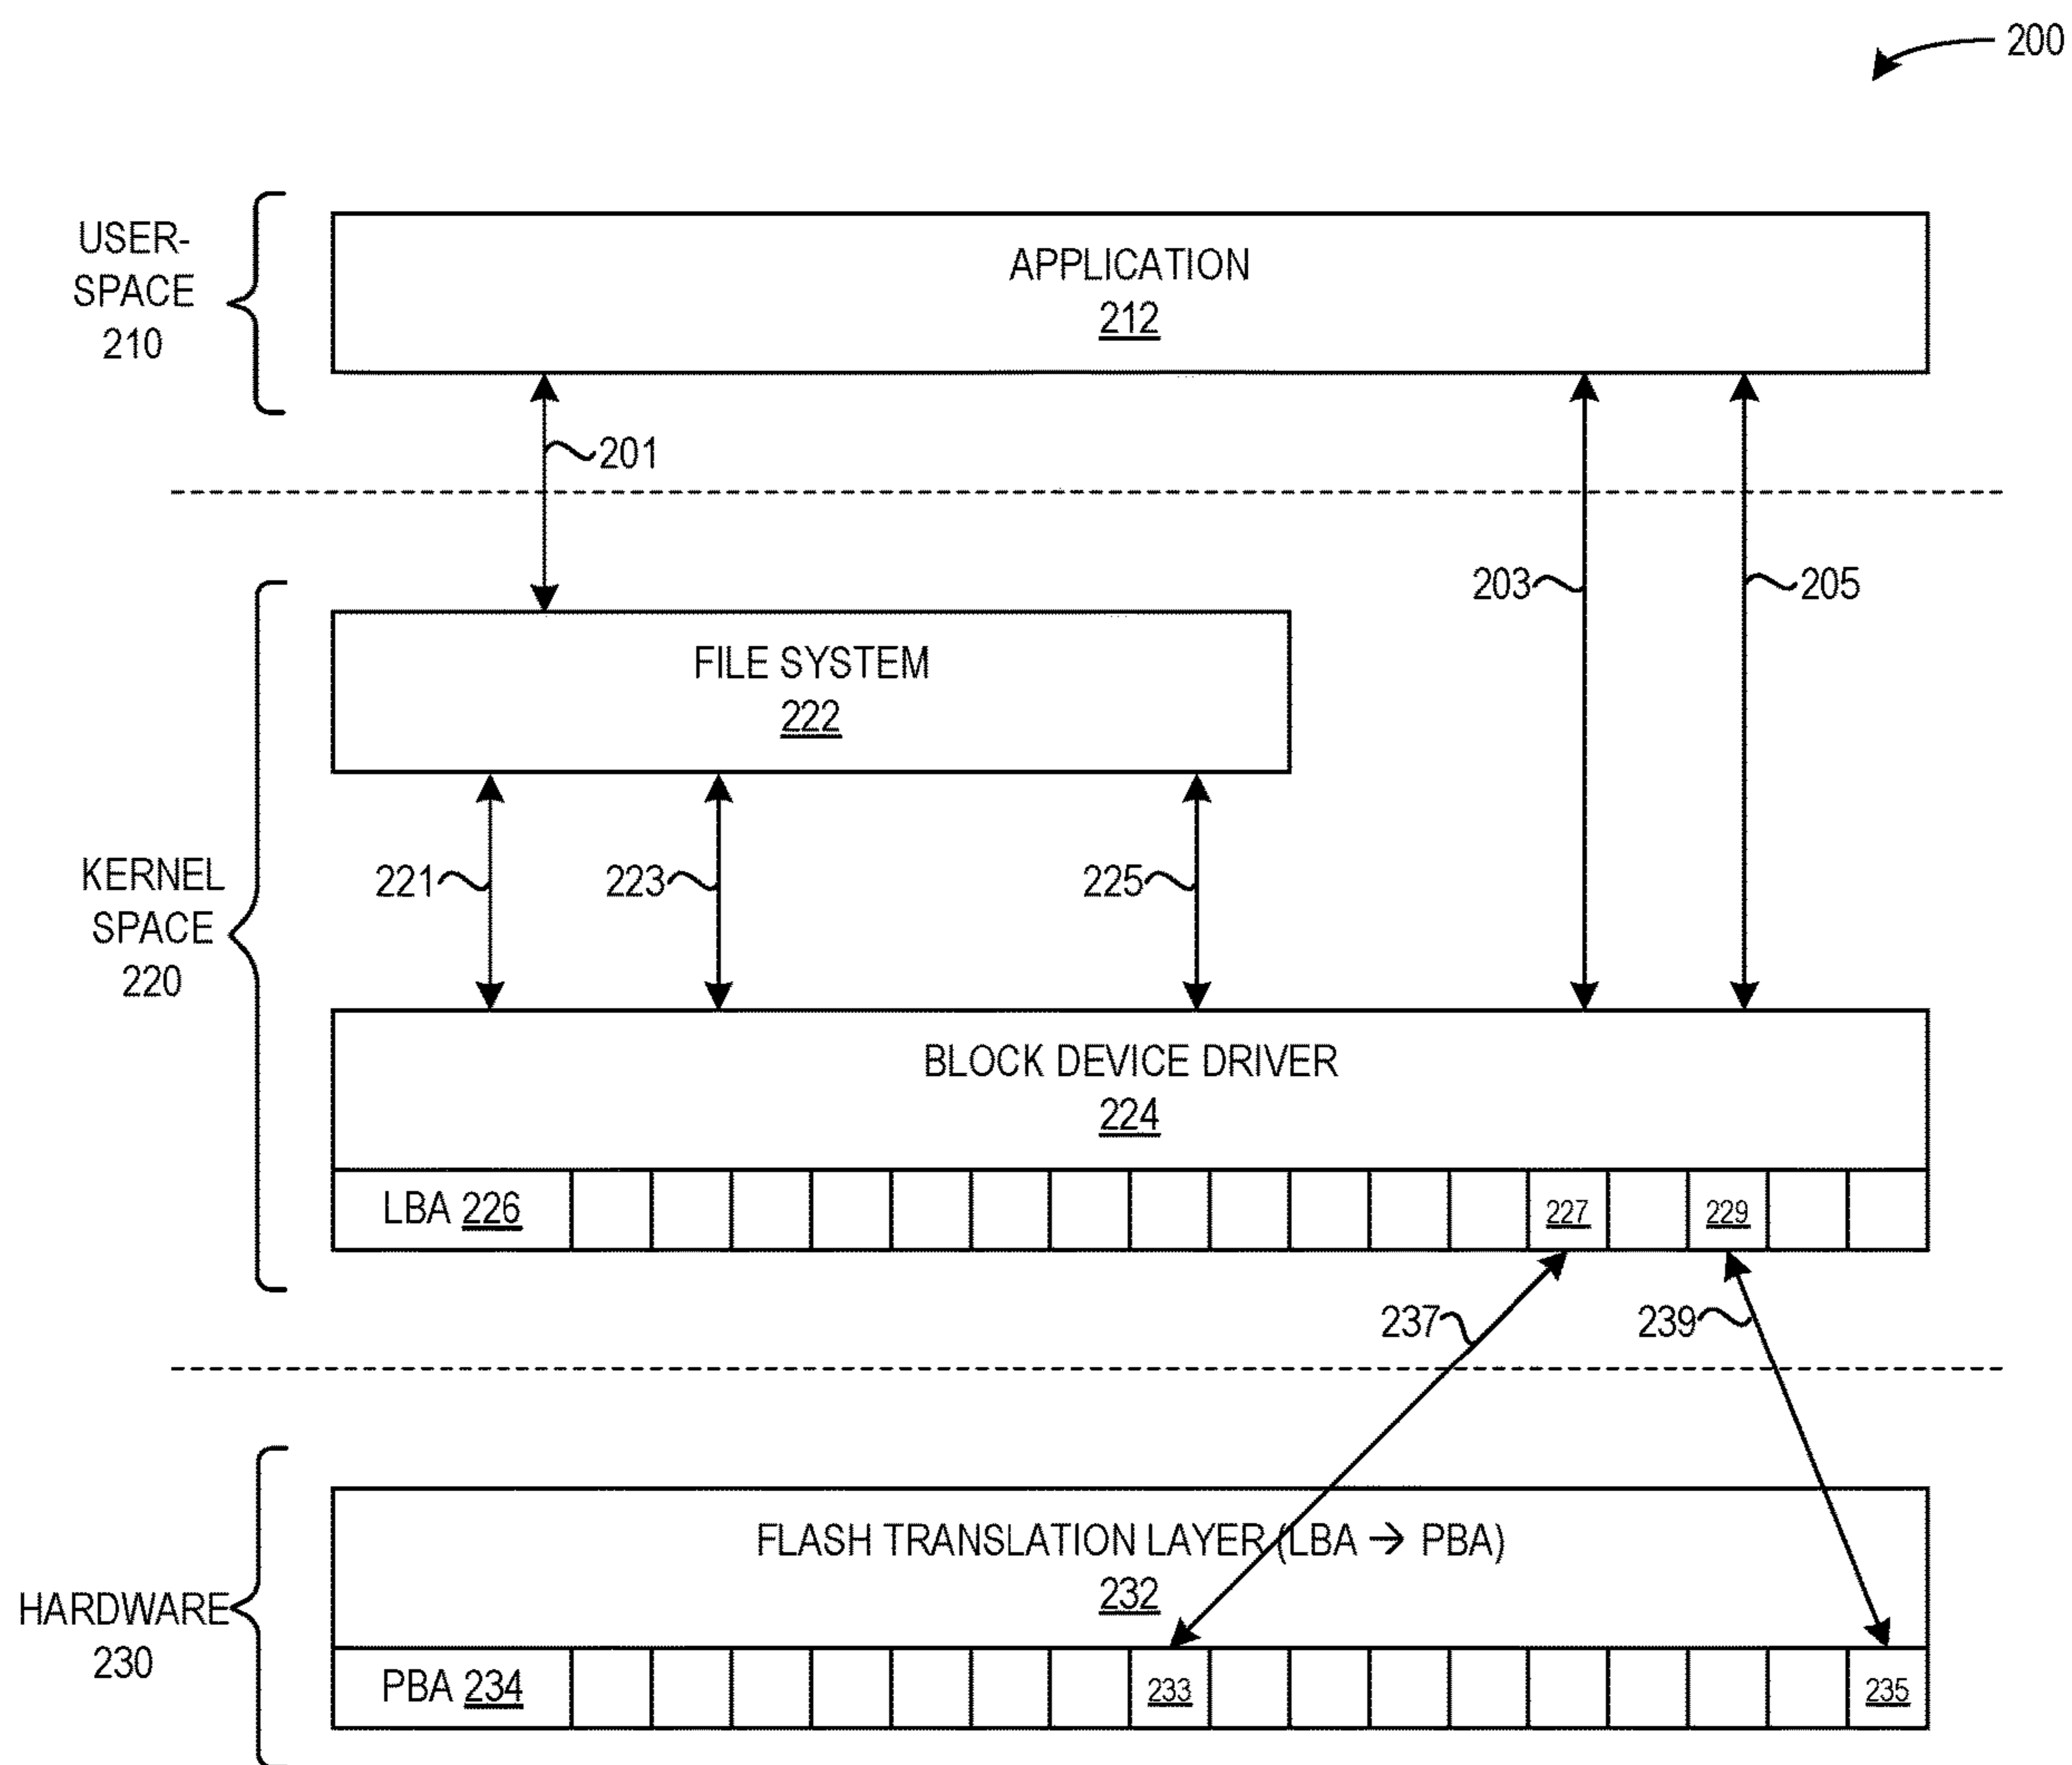 200
USER-
SPACE
210
APPLICATION
212
201
203
205
FILE SYSTEM
222
KERNEL
SPACE
220
221
223
225
BLOCK DEVICE DRIVER
224
LBA 226
227
229
237
239
HARDWARE
230
FLASH TRANSLATION LAYER (LBA → PBA)
232
PBA 234
233
235